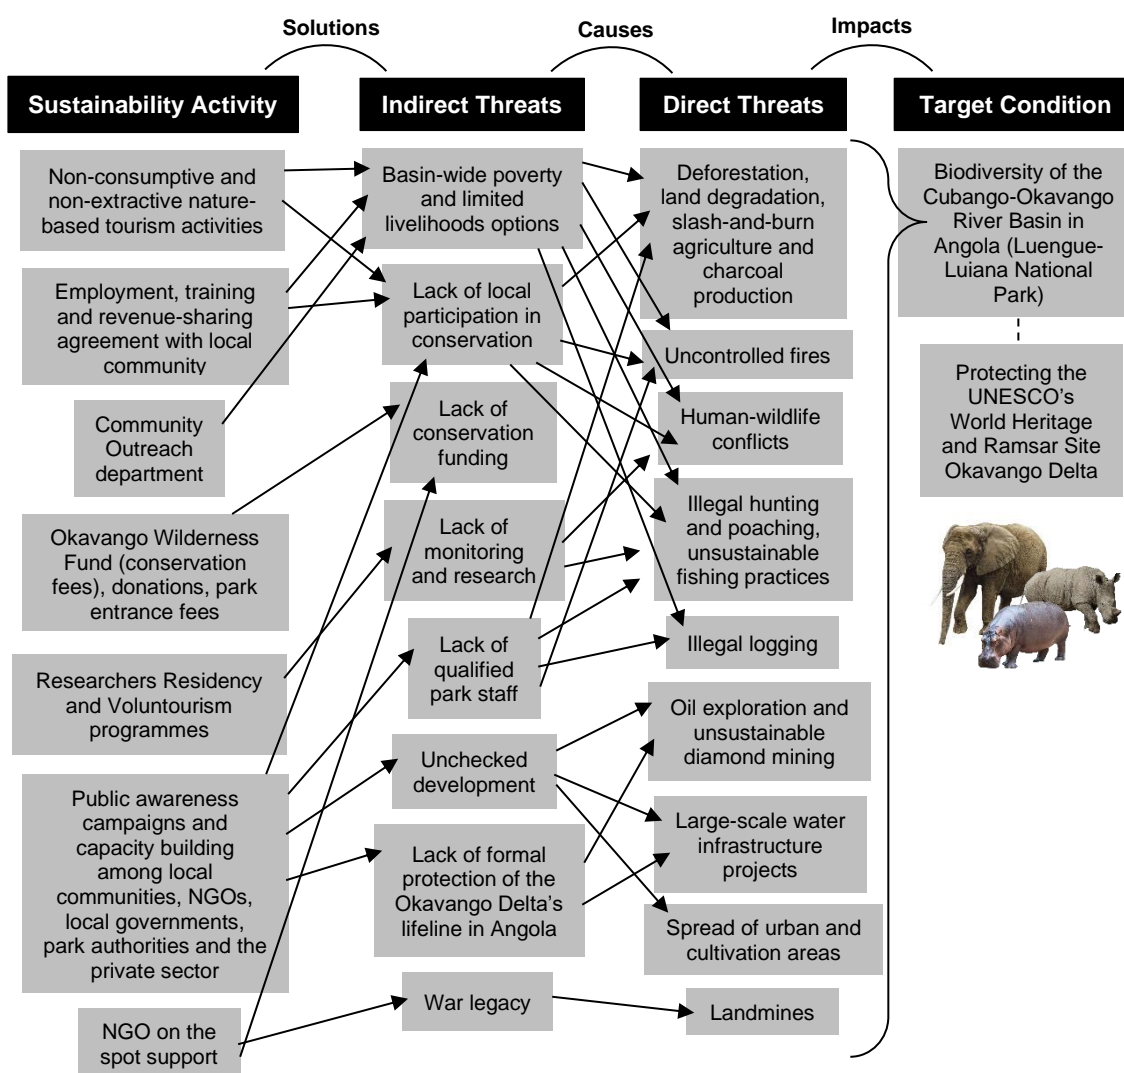 Solutions
Causes
Impacts
Sustainability Activity
Indirect Threats
Direct Threats
Target Condition
Non-consumptive and
non-extractive nature-
based tourism activities
Employment, training
and revenue-sharing
agreement with local
community
Community
Outreach
department
Okavango Wilderness
Fund (conservation
fees), donations, park
entrance fees
Researchers Residency
and Voluntourism
programmes
Public awareness
campaigns and
capacity building
among local
communities, NGOs,
local governments,
park authorities and the
private sector
NGO on the
spot support
Basin-wide poverty
and limited
livelihoods options
Lack of local
participation in
conservation
Lack of
conservation
funding
Lack of
monitoring
and research
Lack of
qualified
park staff
Unchecked
development
Lack of formal
protection of the
Okavango Delta’s
lifeline in Angola
War legacy
Deforestation,
land degradation,
slash-and-burn
agriculture and
charcoal
production
Uncontrolled fires
Human-wildlife
conflicts
Illegal hunting
and poaching,
unsustainable
fishing practices
Illegal logging
Oil exploration and
unsustainable
diamond mining
Large-scale water
infrastructure
projects
Spread of urban and
cultivation areas
Landmines
Biodiversity of the
Cubango-Okavango
River Basin in
Angola (Luengue-
Luiana National
Park)
Protecting the
UNESCO’s
World Heritage
and Ramsar Site
Okavango Delta